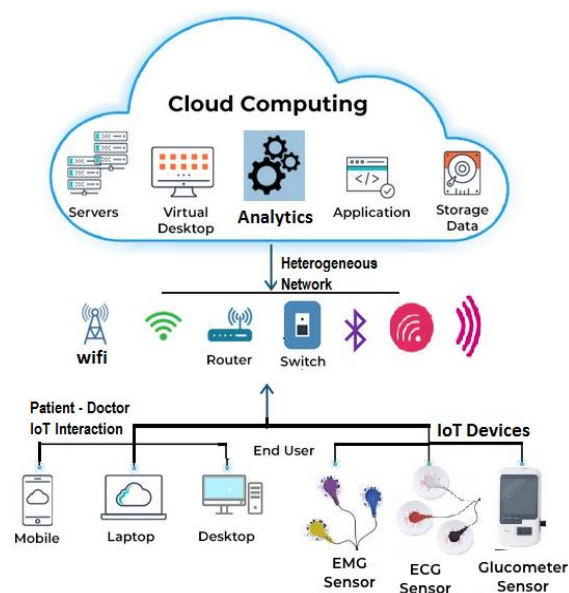 Cloud Computing
Servers
Virtual
Desktop
Analytics
</>
Application
Storage
Data
Heterogeneous
Network
wifi
Router
Switch
Patient - Doctor
IoT Interaction
End User
IoT Devices
Mobile
Laptop
Desktop
EMG
Sensor
ECG
Sensor
Glucometer
Sensor